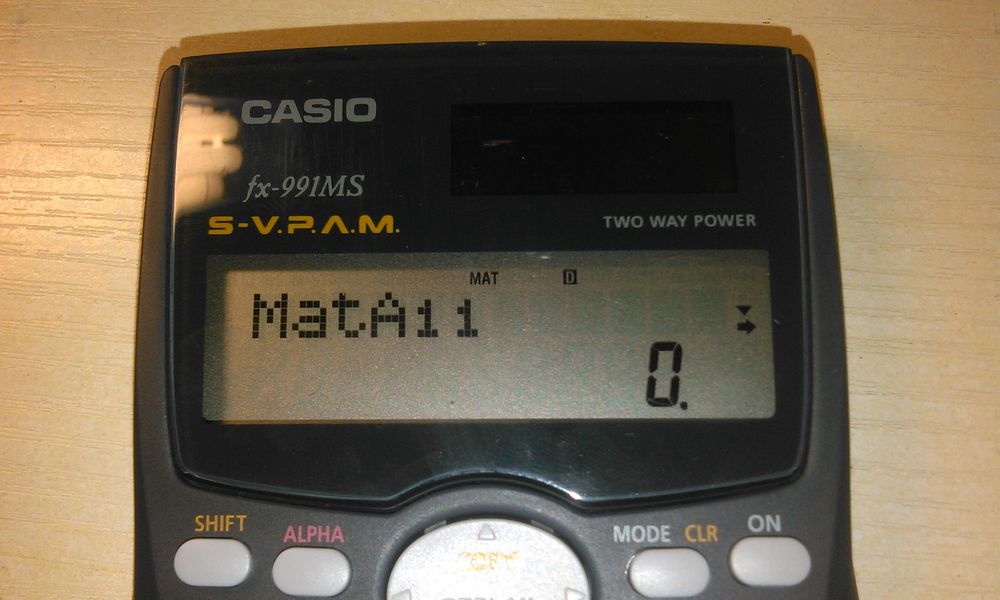 CASIO
fx-991MS
S-V.P.A.M.
TWO WAY POWER
MAT D
MatA11
0.
SHIFT ALPHA MODE CLR ON